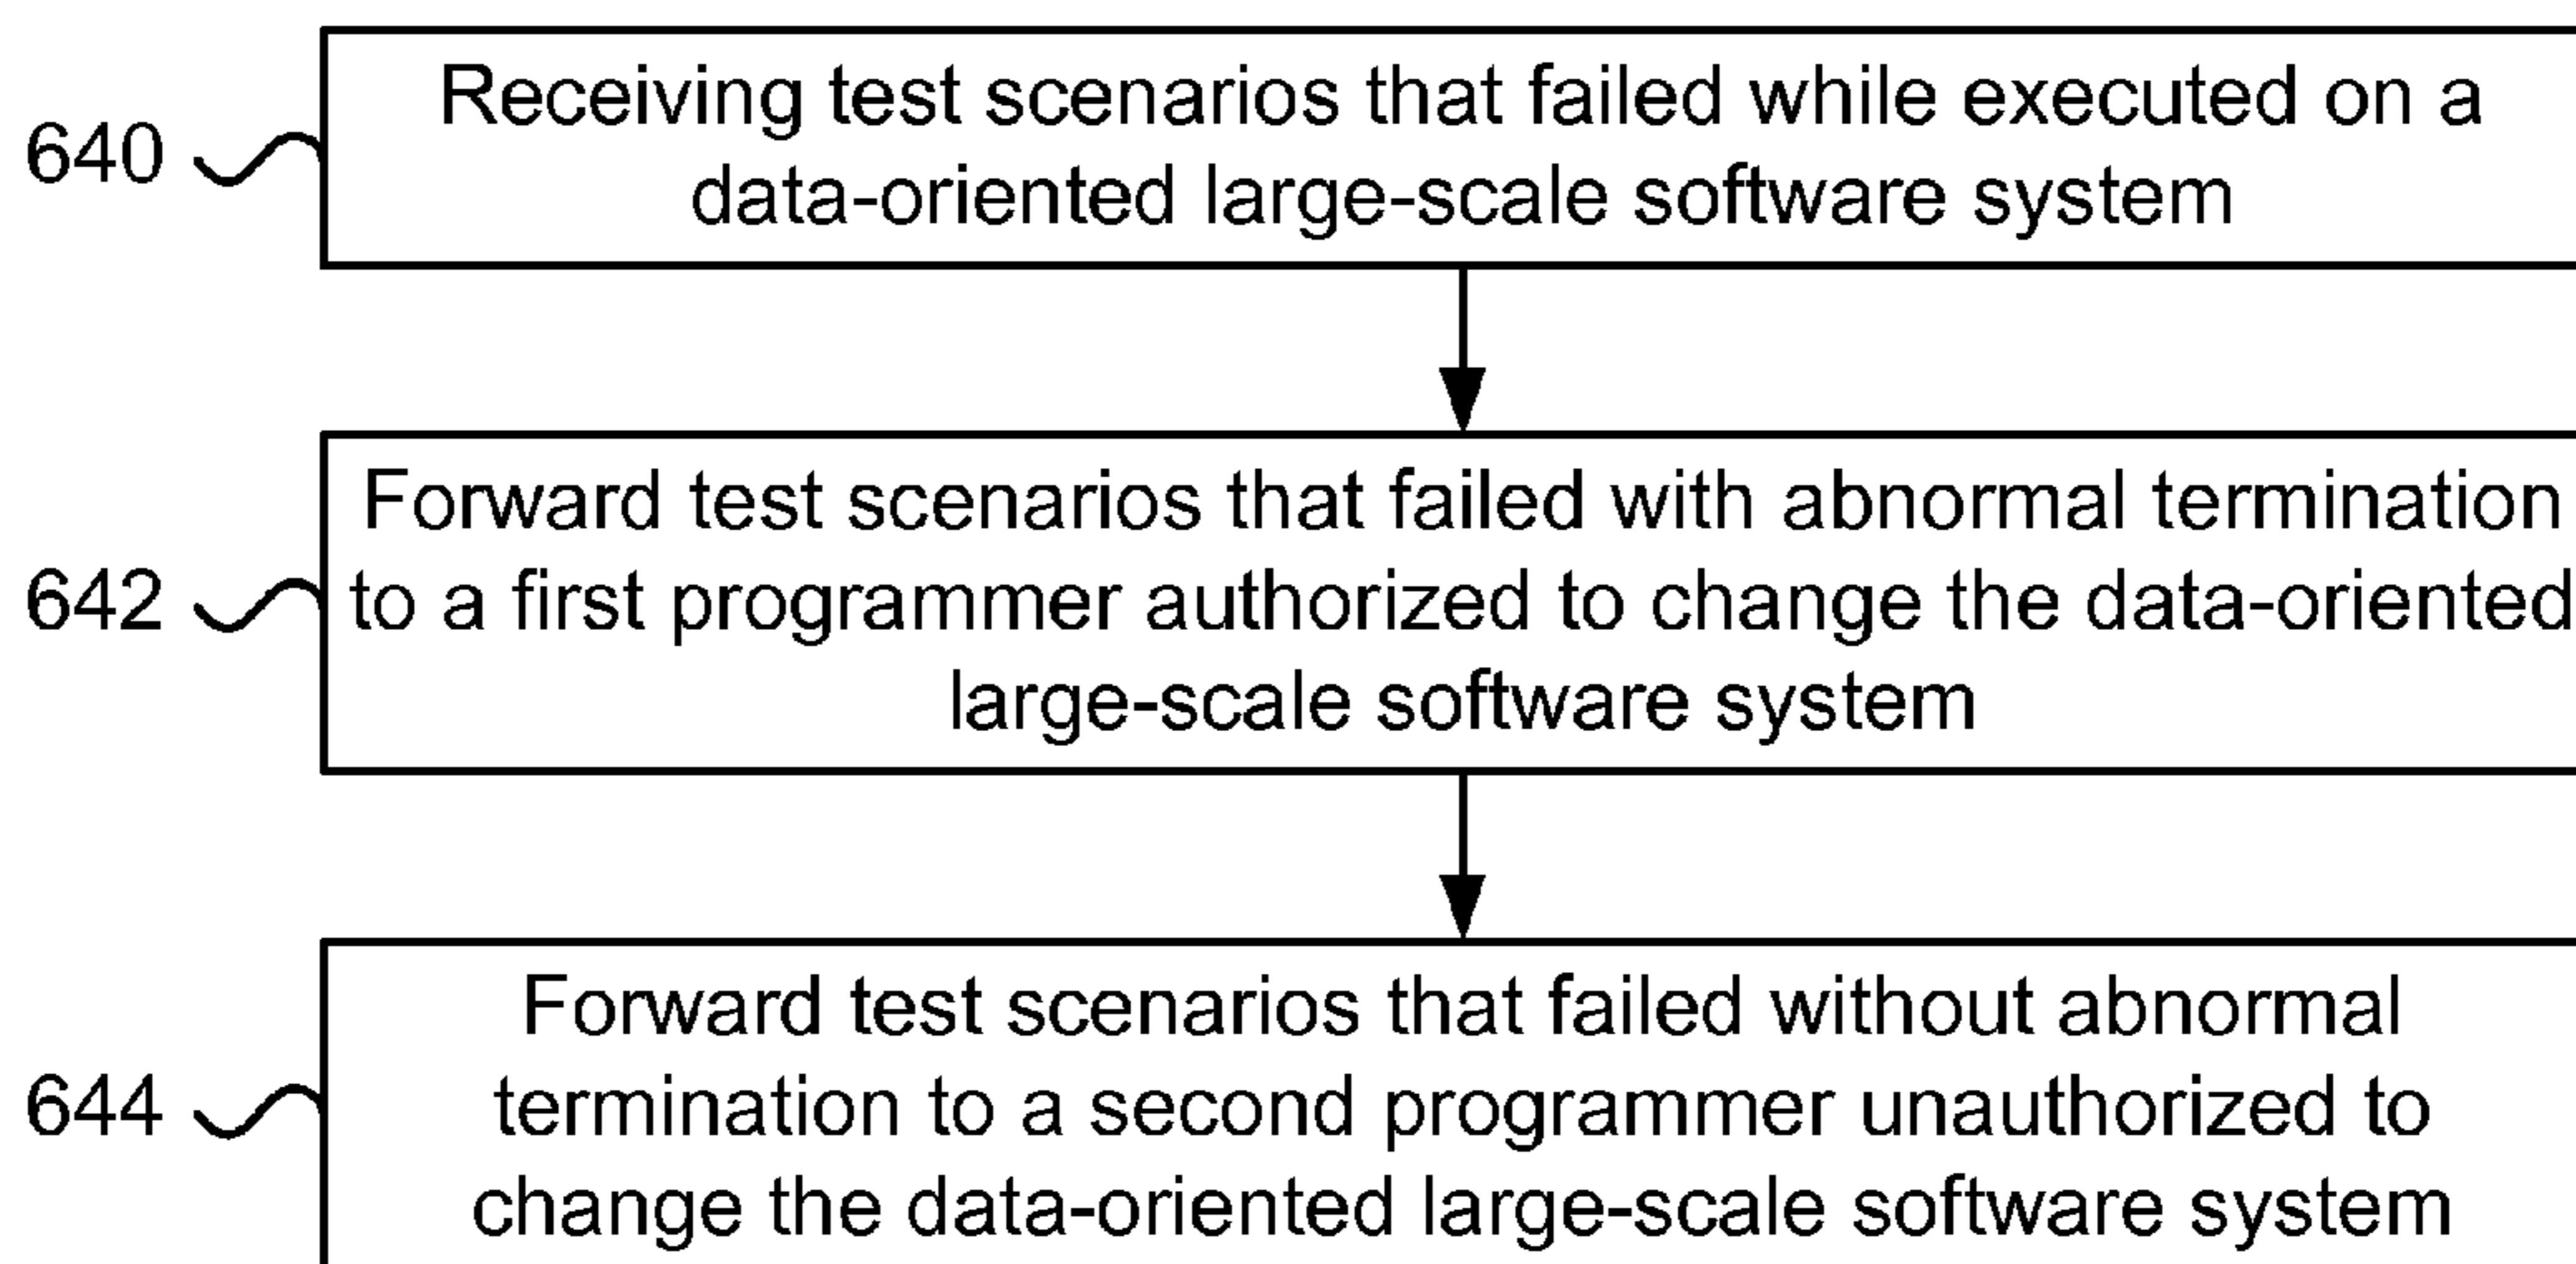 Receiving test scenarios that failed while executed on a
640
data-oriented large-scale software system
Forward test scenarios that failed with abnormal termination
642
to a first programmer authorized to change the data-oriented
large-scale software system
Forward test scenarios that failed without abnormal
644
termination to a second programmer unauthorized to
change the data-oriented large-scale software system